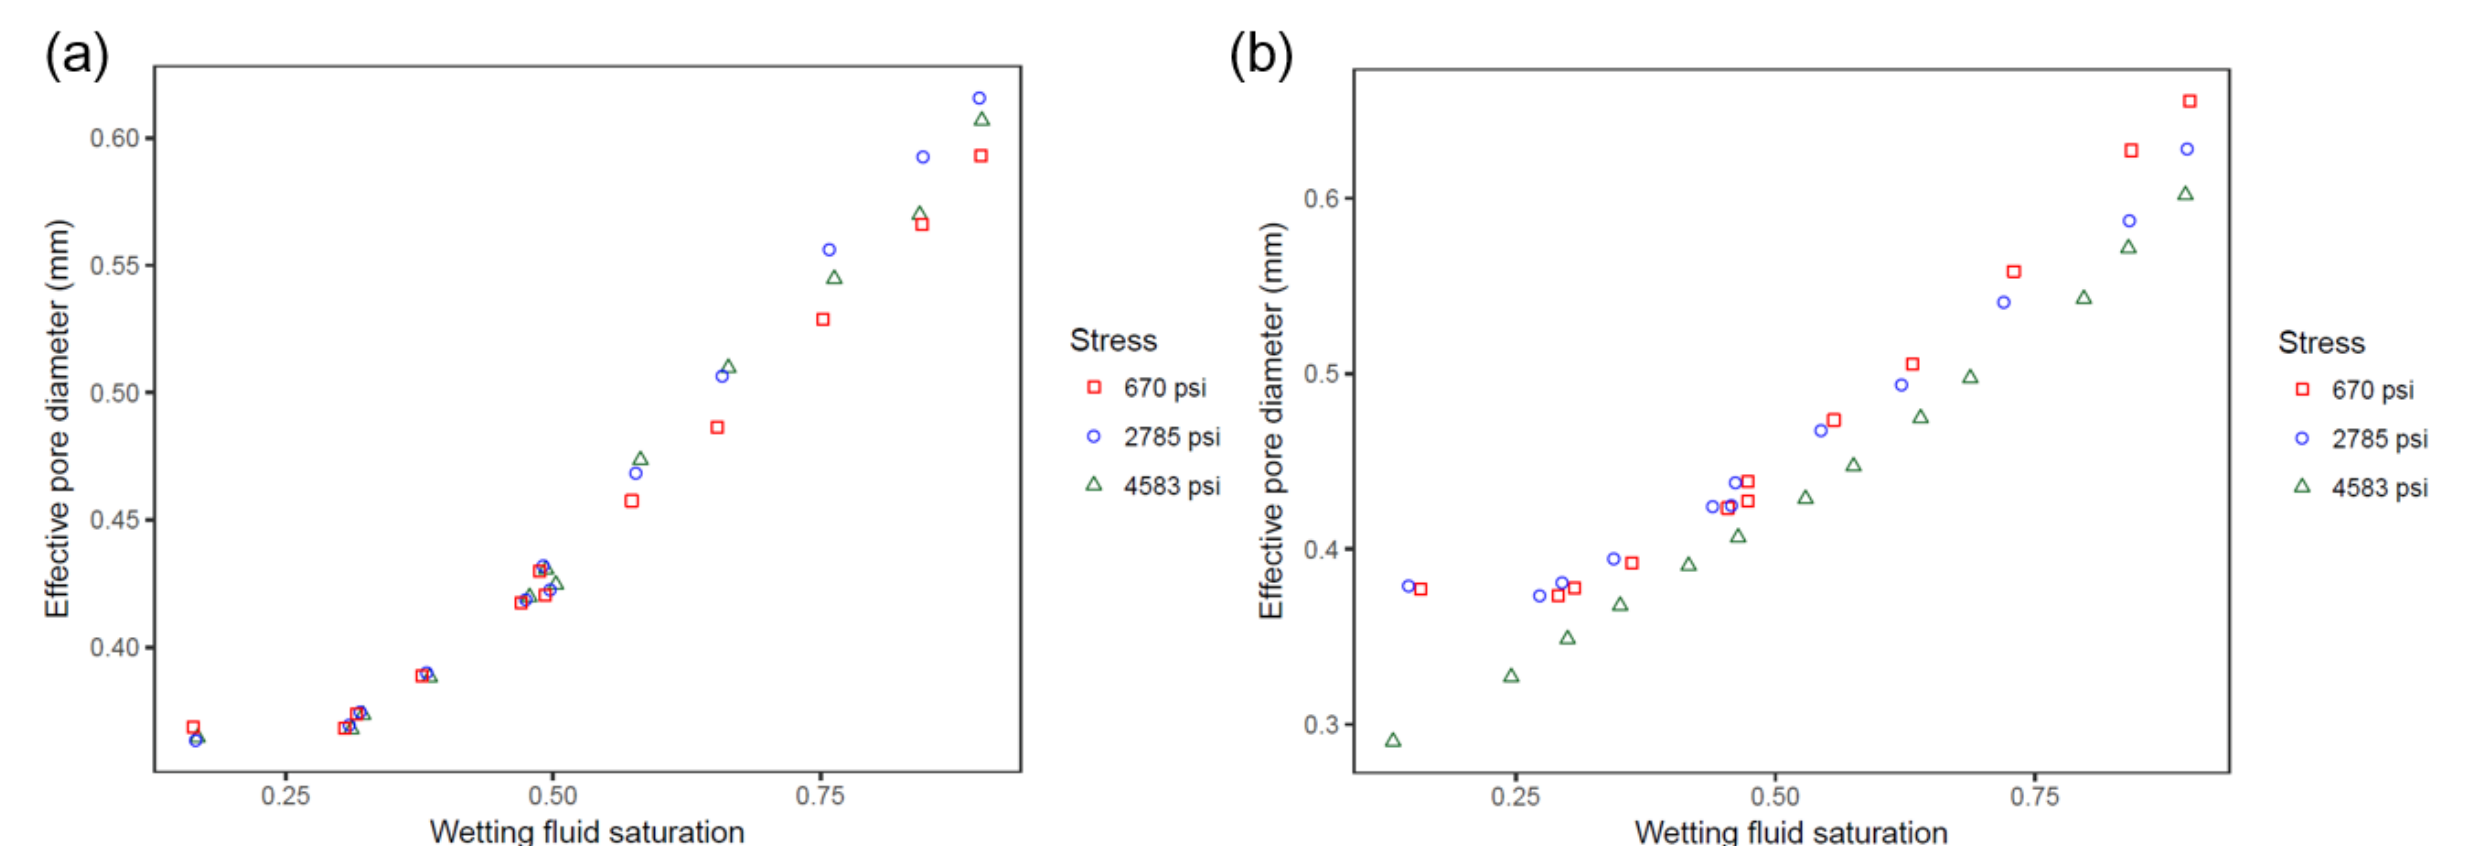 (a)
Effective pore diameter (mm)
0.60
0.55
0.50
0.45
0.40
0.25 0.50 0.75
Wetting fluid saturation
Stress
670 psi
2785 psi
4583 psi
(b)
Effective pore diameter (mm)
0.6
0.5
0.4
0.3
0.25 0.50 0.75
Wetting fluid saturation
Stress
670 psi
2785 psi
4583 psi